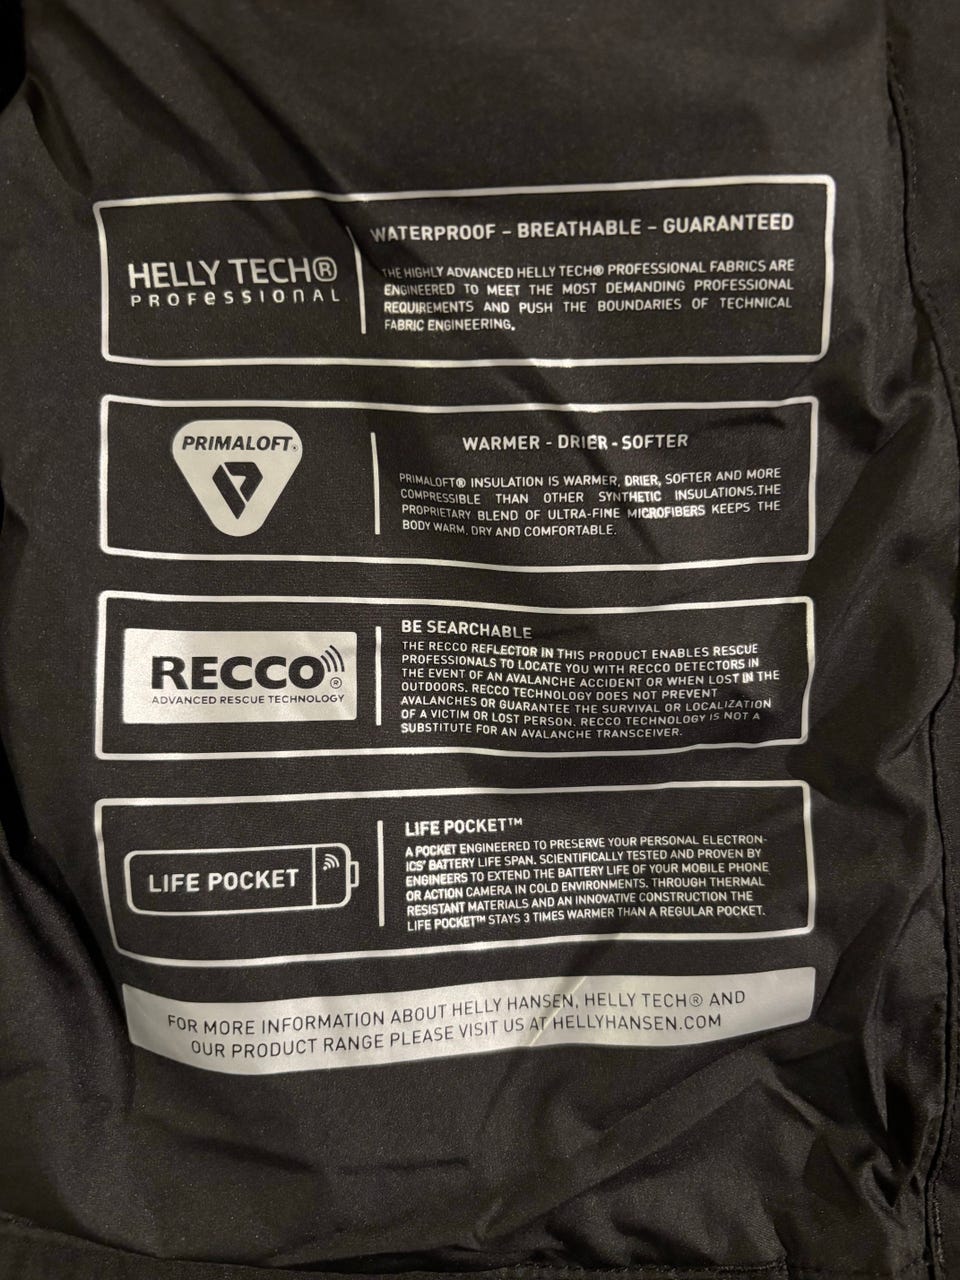 HELLY TECH®
PROFeSSIONAL
WATERPROOF - BREATHABLE - GUARANTEED
THE HIGHLY ADVANCED HELLY TECH® PROFESSIONAL FABRICS ARE
ENGINEERED TO MEET THE MOST DEMANDING PROFESSIONAL
REQUIREMENTS AND PUSH THE BOUNDARIES OF TECHNICAL
FABRIC ENGINEERING.
PRIMALOFT®
WARMER - DRIER - SOFTER
PRIMALOFT® INSULATION IS WARMER, DRIER, SOFTER AND MORE
COMPRESSIBLE THAN OTHER SYNTHETIC INSULATIONS.THE
PROPRIETARY BLEND OF ULTRA-FINE MICROFIBERS KEEPS THE
BODY WARM, DRY AND COMFORTABLE.
RECCO®
ADVANCED RESCUE TECHNOLOGY
BE SEARCHABLE
THE RECCO REFLECTOR IN THIS PRODUCT ENABLES RESCUE
PROFESSIONALS TO LOCATE YOU WITH RECCO DETECTORS IN
THE EVENT OF AN AVALANCHE ACCIDENT OR WHEN LOST IN THE
OUTDOORS. RECCO TECHNOLOGY DOES NOT PREVENT
AVALANCHES OR GUARANTEE THE SURVIVAL OR LOCALIZATION
OF A VICTIM OR LOST PERSON. RECCO TECHNOLOGY IS NOT A
SUBSTITUTE FOR AN AVALANCHE TRANSCEIVER.
LIFE POCKET
LIFE POCKET™
A POCKET ENGINEERED TO PRESERVE YOUR PERSONAL ELECTRON-
ICS' BATTERY LIFE SPAN. SCIENTIFICALLY TESTED AND PROVEN BY
ENGINEERS TO EXTEND THE BATTERY LIFE OF YOUR MOBILE PHONE
OR ACTION CAMERA IN COLD ENVIRONMENTS. THROUGH THERMAL
RESISTANT MATERIALS AND AN INNOVATIVE CONSTRUCTION THE
LIFE POCKET™ STAYS 3 TIMES WARMER THAN A REGULAR POCKET.
FOR MORE INFORMATION ABOUT HELLY HANSEN, HELLY TECH® AND
OUR PRODUCT RANGE PLEASE VISIT US AT HELLYHANSEN.COM